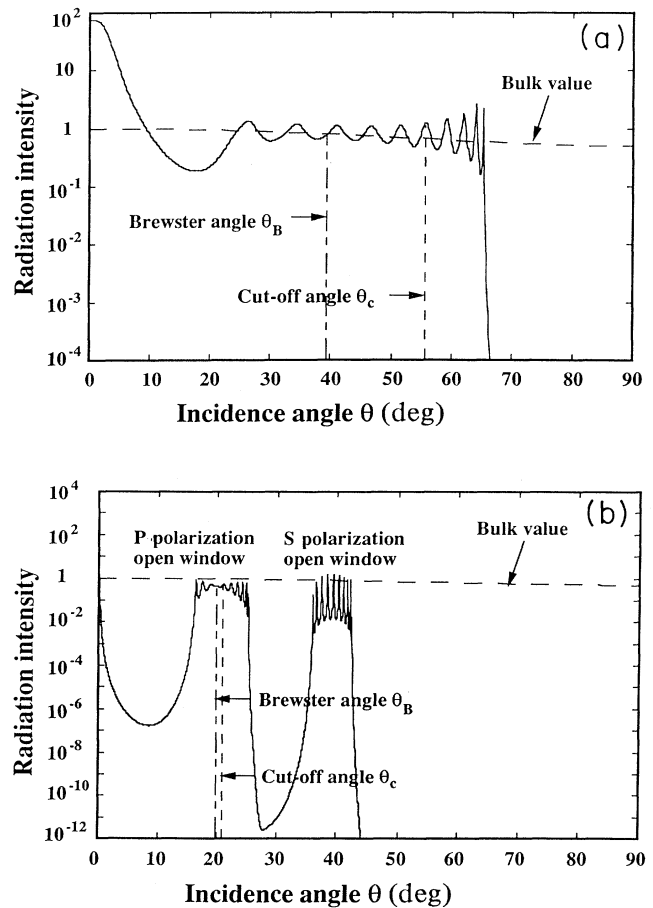 (a)
10²
10
1
10⁻¹
10⁻²
10⁻³
10⁻⁴
Radiation intensity
Bulk value
Brewster angle θB
Cut-off angle θc
0 10 20 30 40 50 60 70 80 90
Incidence angle θ (deg)
(b)
10⁴
10²
1
10⁻²
10⁻⁴
10⁻⁶
10⁻⁸
10⁻¹⁰
10⁻¹²
Radiation intensity
P polarization
open window
S polarization
open window
Bulk value
Brewster angle θB
Cut-off angle θc
0 10 20 30 40 50 60 70 80 90
Incidence angle θ (deg)